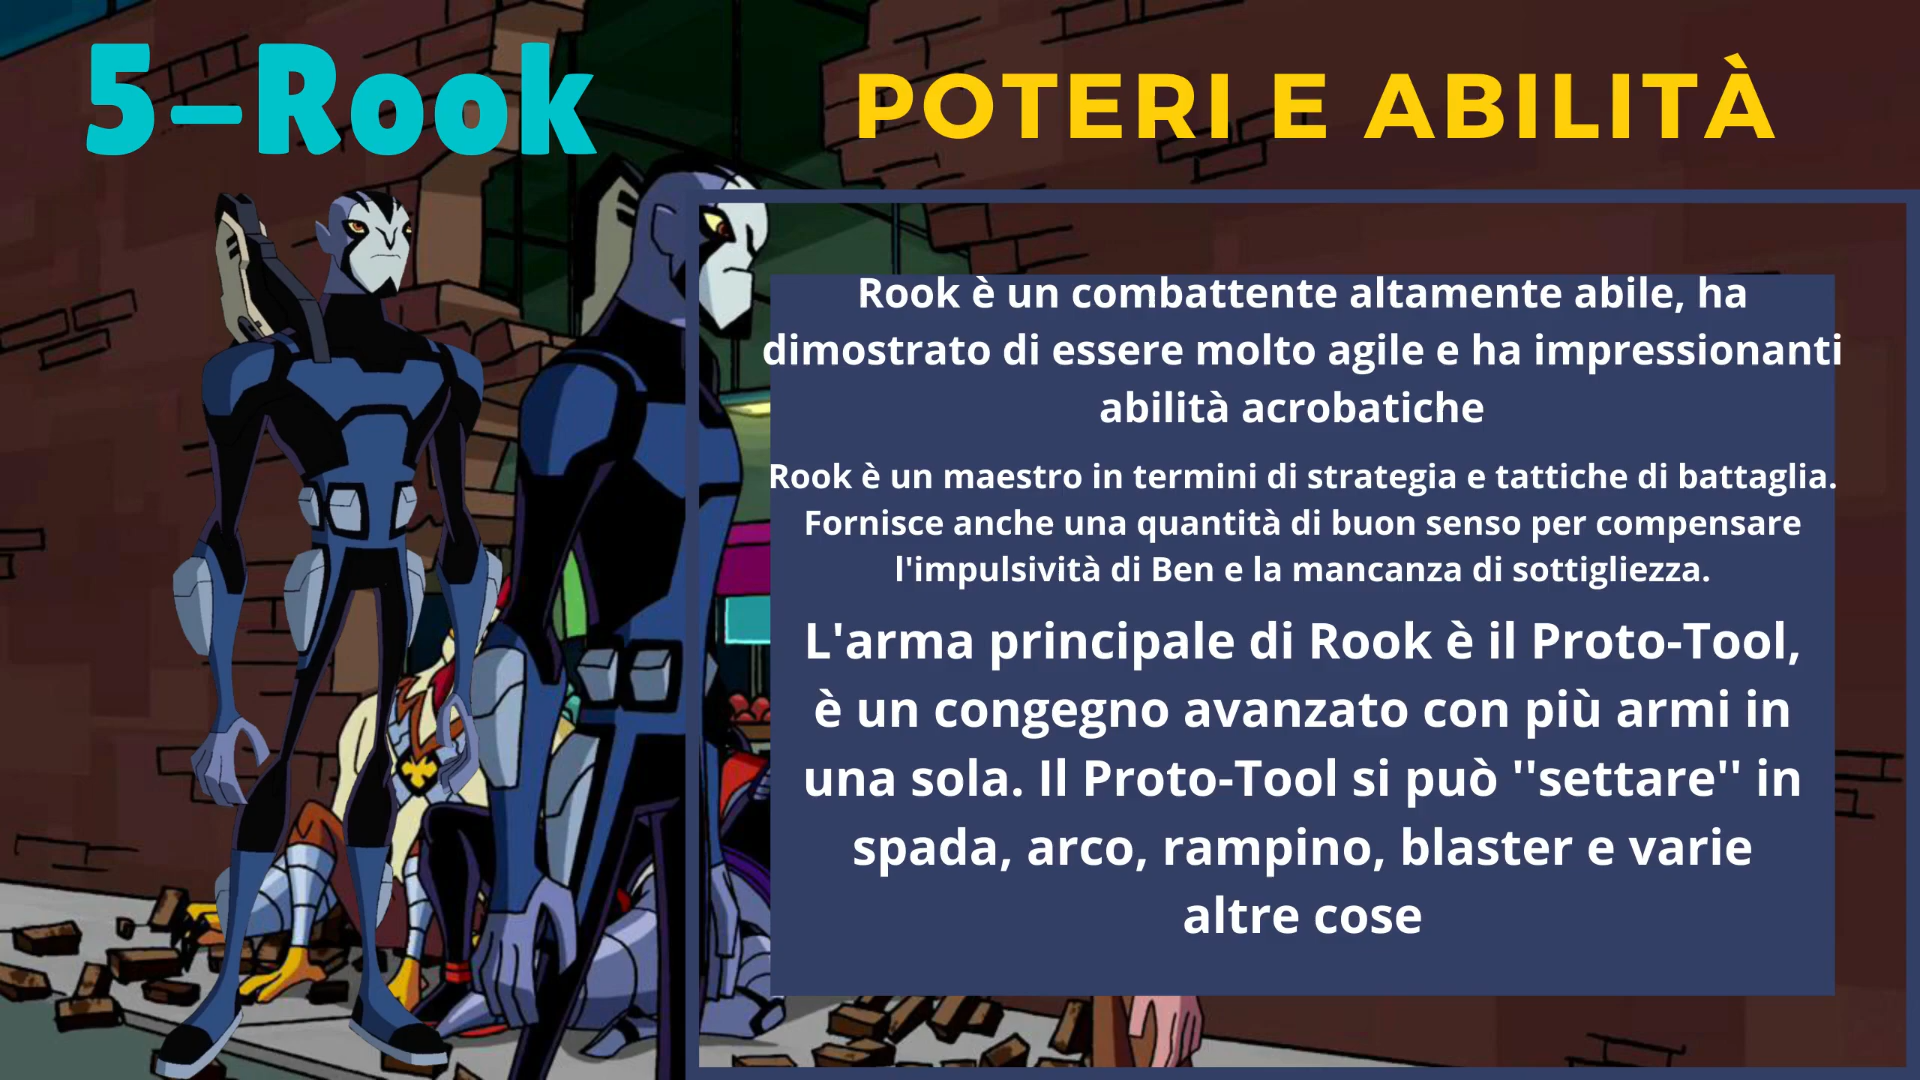 5-Rook
POTERI E ABILITÀ
Rook è un combattente altamente abile, ha
dimostrato di essere molto agile e ha impressionanti
abilità acrobatiche
Rook è un maestro in termini di strategia e tattiche di battaglia.
Fornisce anche una quantità di buon senso per compensare
l'impulsività di Ben e la mancanza di sottigliezza.
L'arma principale di Rook è il Proto-Tool,
è un congegno avanzato con più armi in
una sola. Il Proto-Tool si può ''settare'' in
spada, arco, rampino, blaster e varie
altre cose